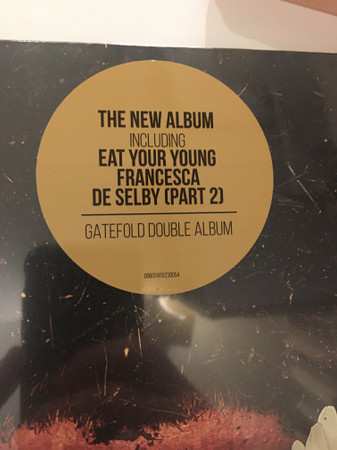 THE NEW ALBUM
INCLUDING
EAT YOUR YOUNG
FRANCESCA
DE SELBY (PART 2)
GATEFOLD DOUBLE ALBUM